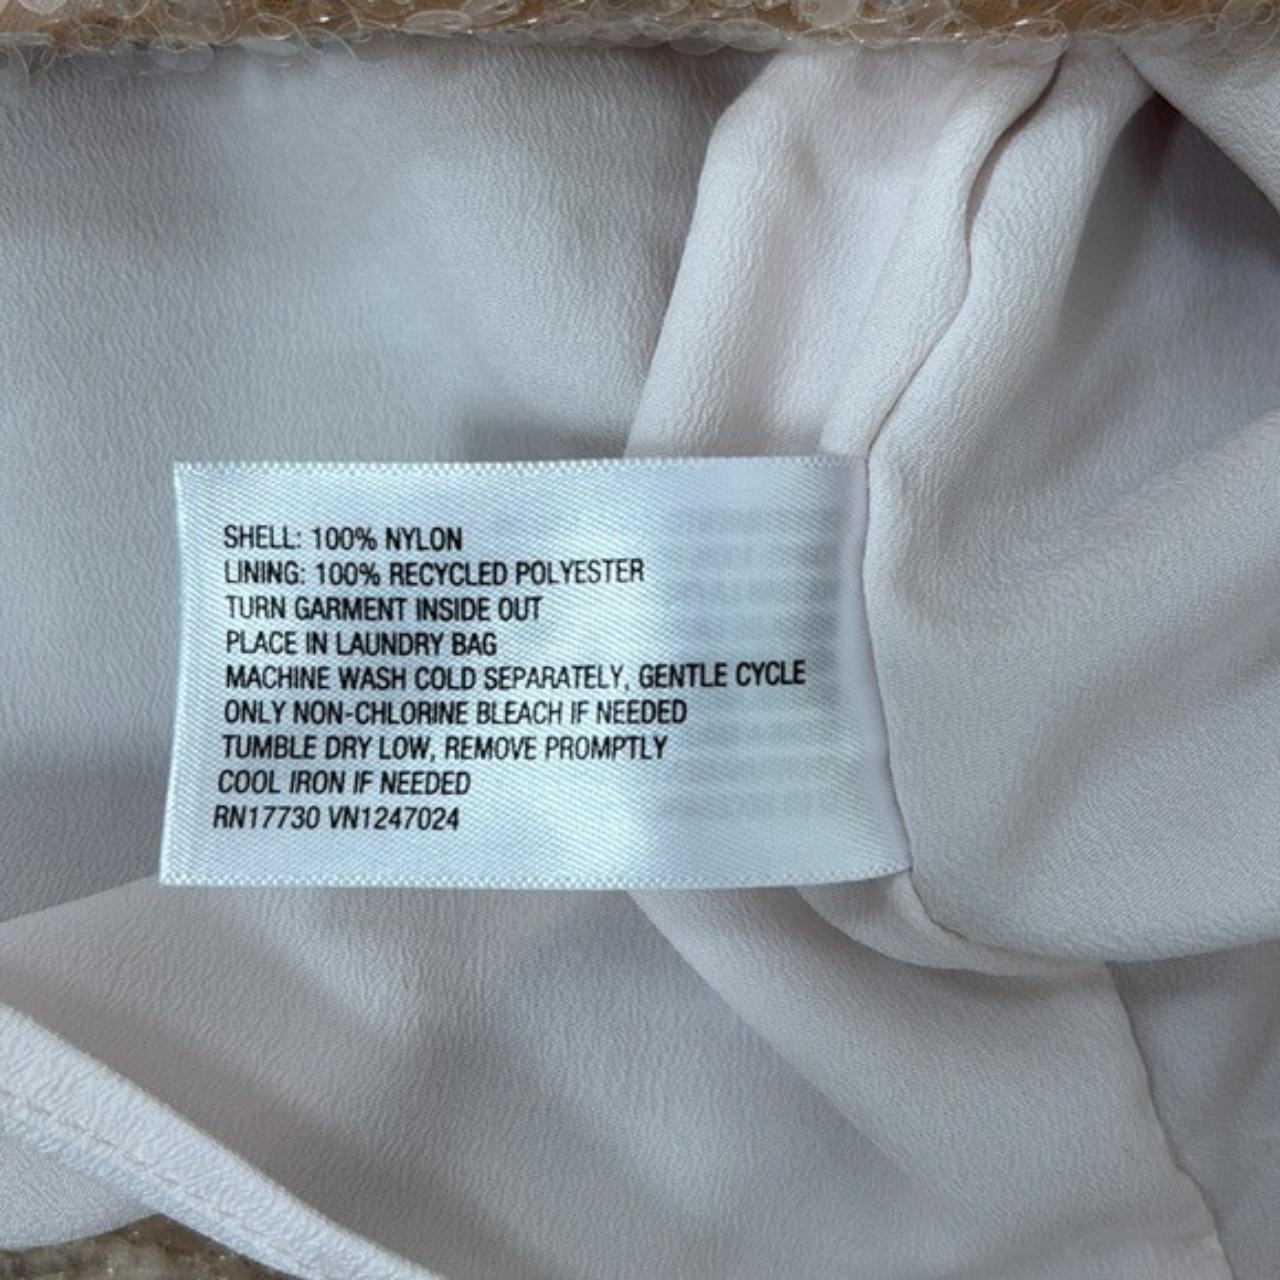 SHELL: 100% NYLON
LINING: 100% RECYCLED POLYESTER
TURN GARMENT INSIDE OUT
PLACE IN LAUNDRY BAG
MACHINE WASH COLD SEPARATELY, GENTLE CYCLE
ONLY NON-CHLORINE BLEACH IF NEEDED
TUMBLE DRY LOW, REMOVE PROMPTLY
COOL IRON IF NEEDED
RN17730 VN1247024